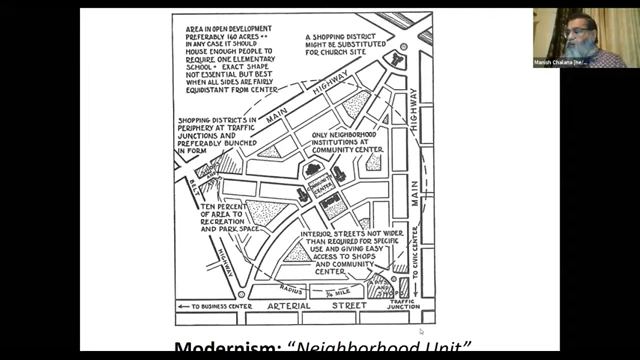 AREA IN OPEN DEVELOPMENT
PREFERABLY 160 ACRES ••
IN ANY CASE IT SHOULD
HOUSE ENOUGH PEOPLE TO
REQUIRE ONE ELEMENTARY
SCHOOL • EXACT SHAPE
NOT ESSENTIAL BUT BEST
WHEN ALL SIDES ARE FAIRLY
EQUIDISTANT FROM CENTER
A SHOPPING DISTRICT
MIGHT BE SUBSTITUTED
FOR CHURCH SITE
Manish Chalana (he/
MAIN HIGHWAY
HIGHWAY
MAIN
SHOPPING DISTRICTS IN
PERIPHERY AT TRAFFIC
JUNCTIONS AND
PREFERABLY BUNCHED
IN FORM
ONLY NEIGHBORHOOD
INSTITUTIONS AT
COMMUNITY CENTER
COMMUNITY
CENTER
BELT
HIGHWAY
TEN PERCENT
OF AREA TO
RECREATION
AND PARK SPACE
INTERIOR STREETS NOT WIDER
THAN REQUIRED FOR SPECIFIC
USE AND GIVING EASY
ACCESS TO SHOPS
AND COMMUNITY
CENTER
TO CIVIC CENTER
RADIUS
¼ MILE
APTS
AND
SHOPS
TRAFFIC
JUNCTION
TO BUSINESS CENTER
ARTERIAL STREET
Modernism: "Neighborhood Unit"